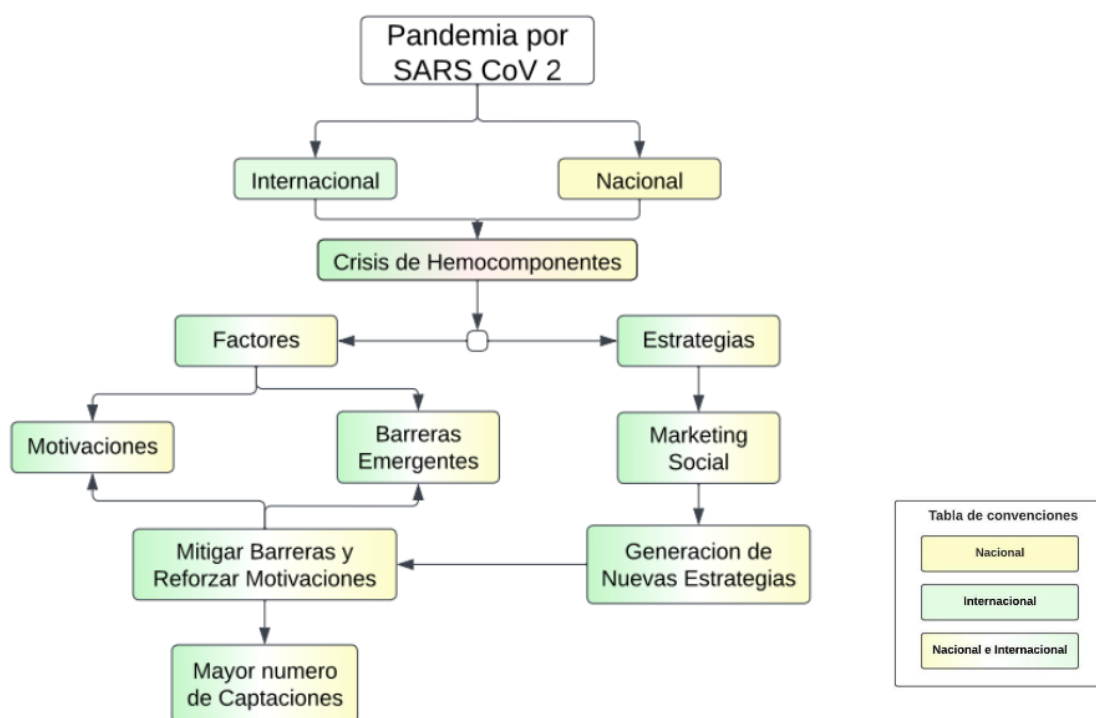 Pandemia por
SARS CoV 2
Internacional
Nacional
Crisis de Hemocomponentes
Factores
Estrategias
Motivaciones
Barreras
Emergentes
Marketing
Social
Mitigar Barreras y
Reforzar Motivaciones
Generacion de
Nuevas Estrategias
Mayor numero
de Captaciones
Tabla de convenciones
Nacional
Internacional
Nacional e Internacional